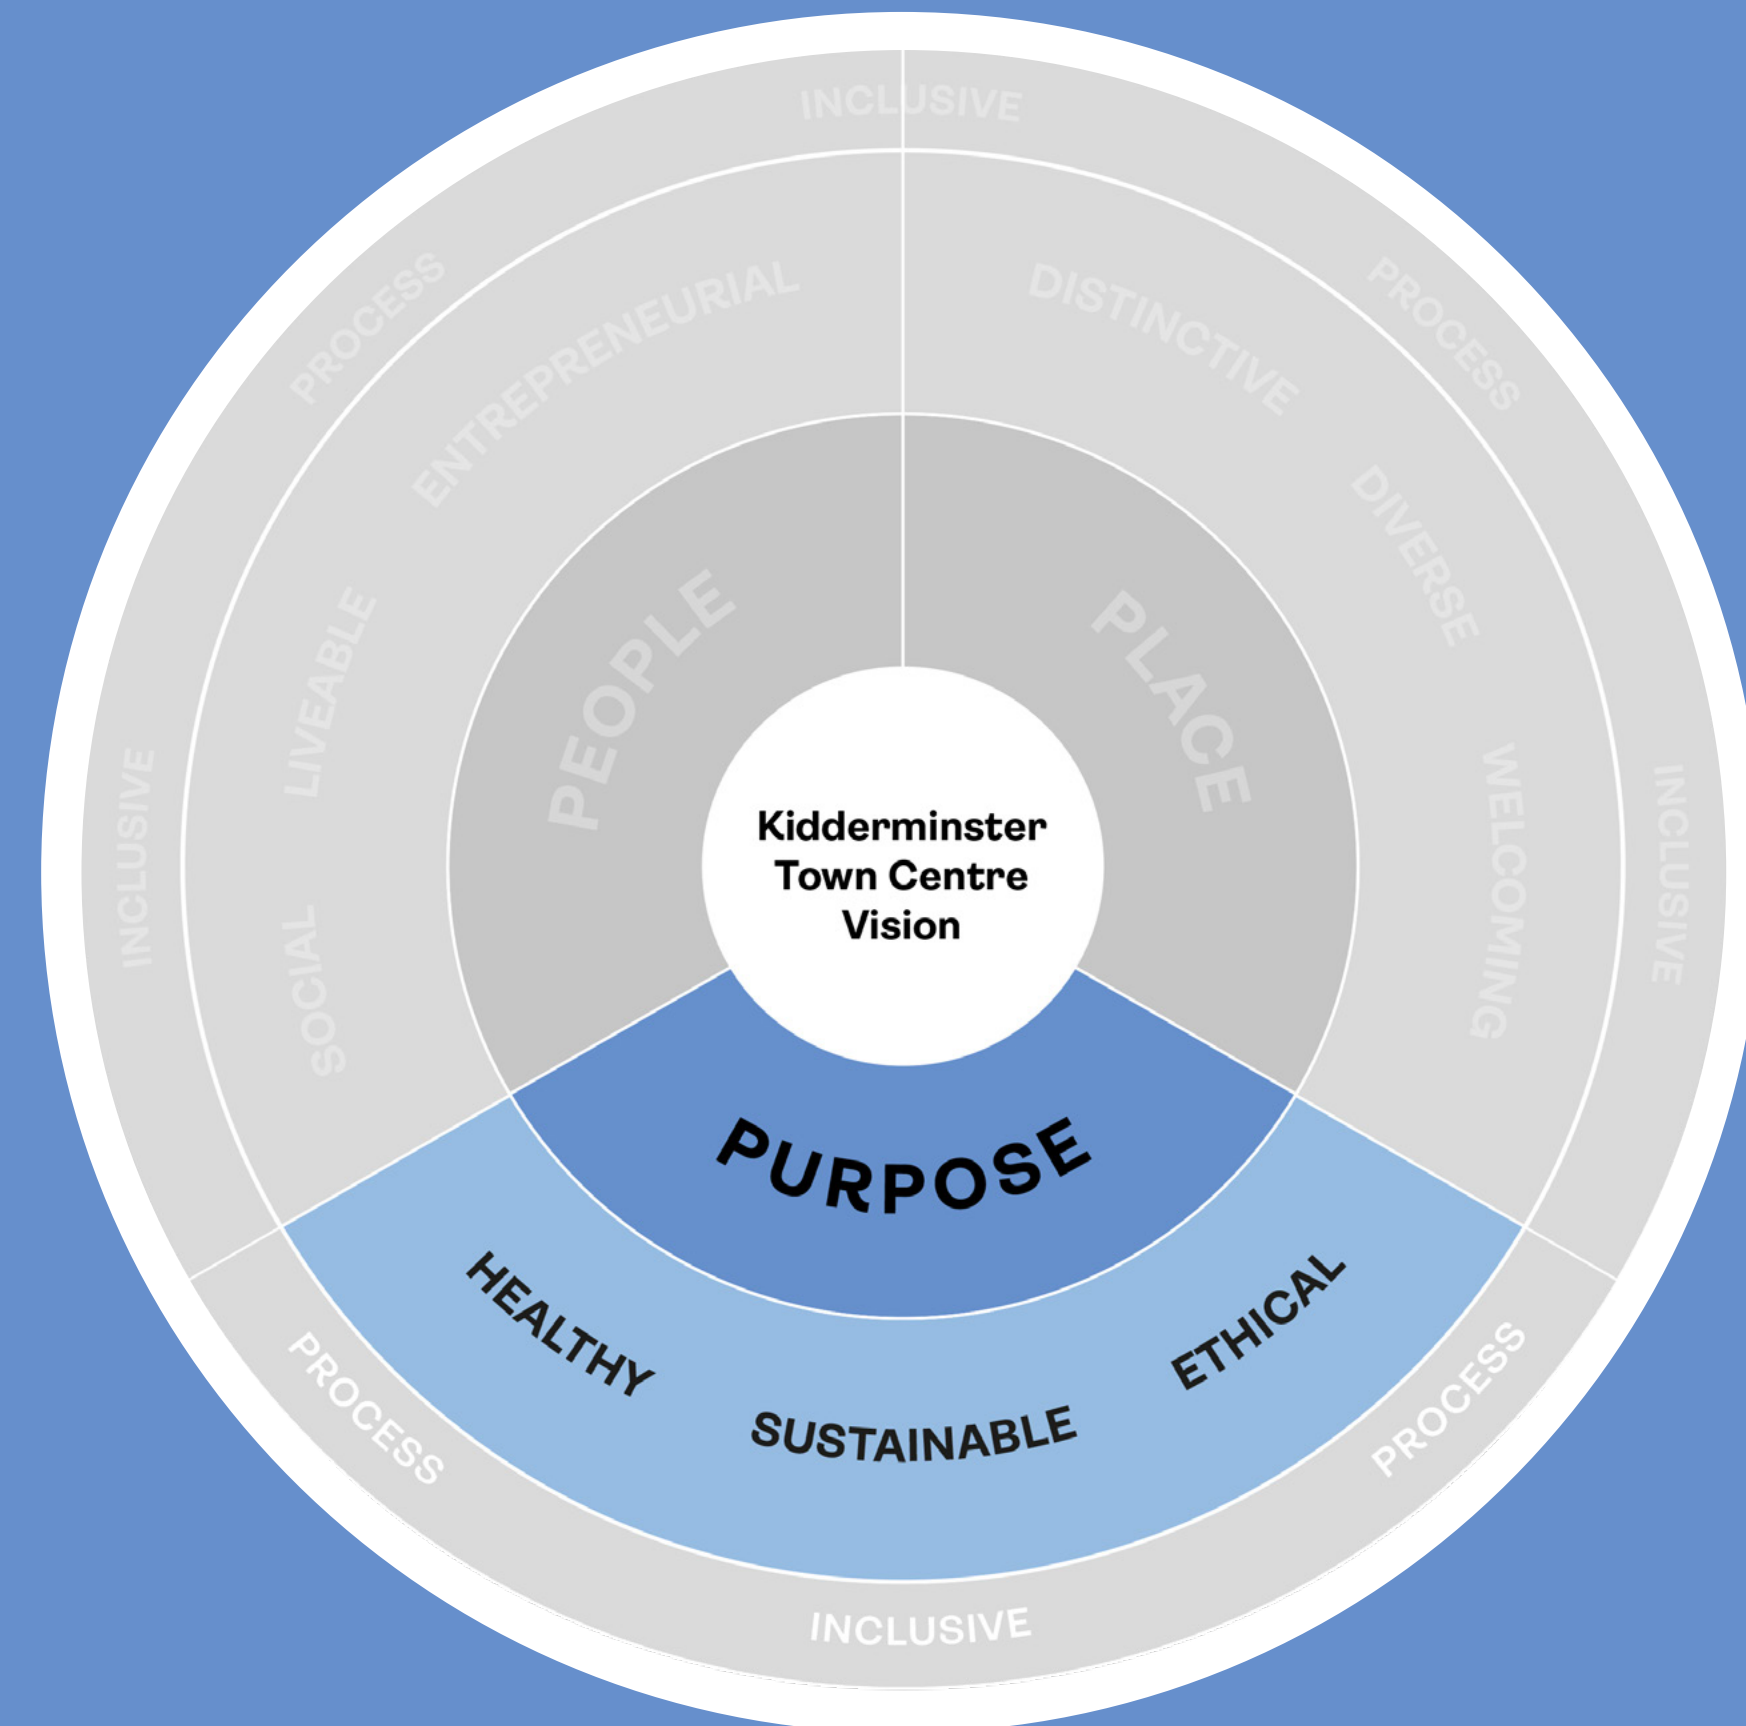 INCLUSIVE
PROCESS
PROCESS
ENTREPRENEURIAL
DISTINCTIVE
DIVERSE
LIVEABLE
PEOPLE
PLACE
INCLUSIVE
SOCIAL
WELCOMING
INCLUSIVE
Kidderminster
Town Centre
Vision
PURPOSE
HEALTHY
SUSTAINABLE
ETHICAL
PROCESS
PROCESS
INCLUSIVE